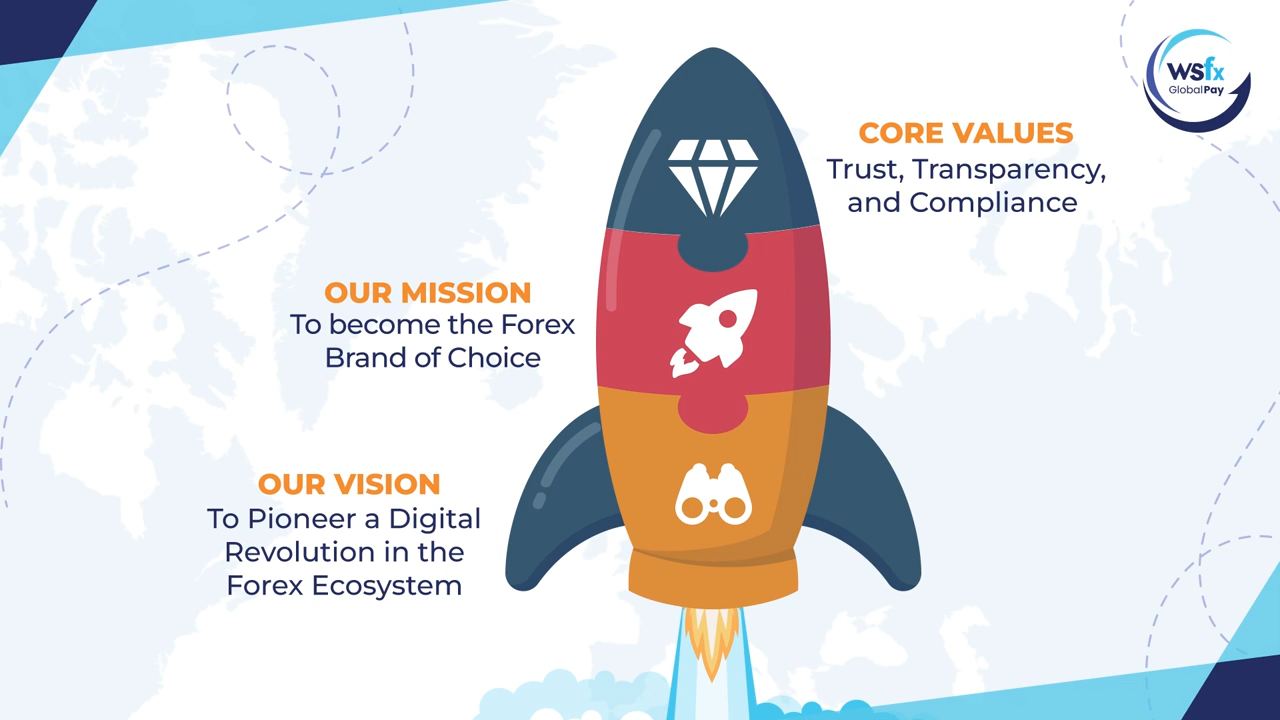 wsfx
GlobalPay
CORE VALUES
Trust, Transparency,
and Compliance
OUR MISSION
To become the Forex
Brand of Choice
OUR VISION
To Pioneer a Digital
Revolution in the
Forex Ecosystem